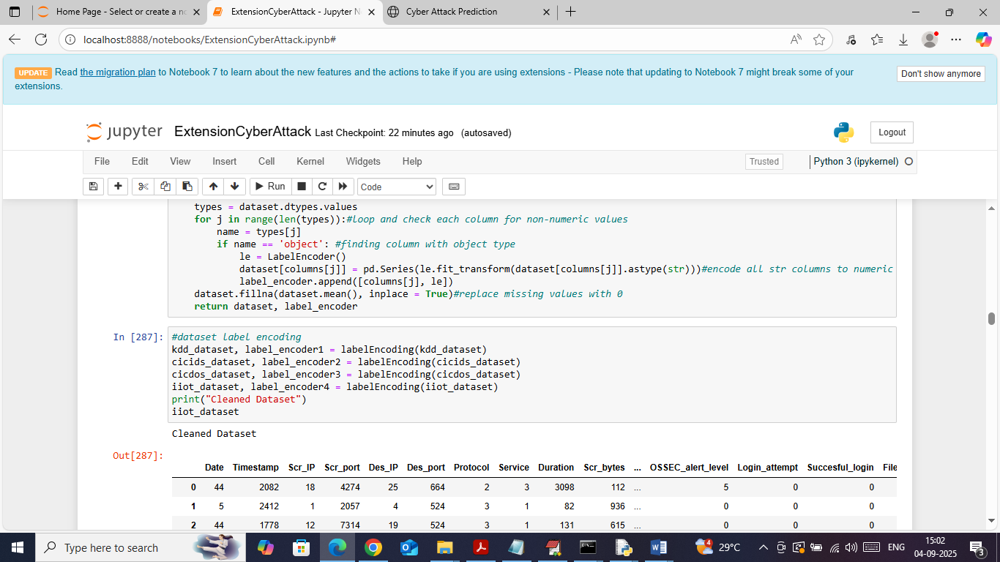 Home Page - Select or create a no
ExtensionCyberAttack - Jupyter N
Cyber Attack Prediction
localhost:8888/notebooks/ExtensionCyberAttack.ipynb#
UPDATE Read the migration plan to Notebook 7 to learn about the new features and the actions to take if you are using extensions - Please note that updating to Notebook 7 might break some of your
extensions.
Don't show anymore
jupyter ExtensionCyberAttack Last Checkpoint: 22 minutes ago (autosaved)
Logout
File Edit View Insert Cell Kernel Widgets Help
Trusted
Python 3 (ipykernel)
Run
Code
types = dataset.dtypes.values
for j in range(len(types)):#loop and check each column for non-numeric values
name = types[j]
if name == 'object': #finding column with object type
le = LabelEncoder()
dataset[columns[j]] = pd.Series(le.fit_transform(dataset[columns[j]].astype(str)))#encode all str columns to numeric
label_encoder.append([columns[j], le])
dataset.fillna(dataset.mean(), inplace = True)#replace missing values with 0
return dataset, label_encoder
In [287]:
#dataset label encoding
kdd_dataset, label_encoder1 = labelEncoding(kdd_dataset)
cicids_dataset, label_encoder2 = labelEncoding(cicids_dataset)
cicdos_dataset, label_encoder3 = labelEncoding(cicdos_dataset)
iiot_dataset, label_encoder4 = labelEncoding(iiot_dataset)
print("Cleaned Dataset")
iiot_dataset
Cleaned Dataset
Out[287]:
Date Timestamp Scr_IP Scr_port Des_IP Des_port Protocol Service Duration Scr_bytes ... OSSEC_alert_level Login_attempt Succesful_login File
0 44 2082 18 4274 25 664 2 3 3098 112 ... 5 0 0
1 5 2412 1 2057 4 524 3 1 82 936 ... 0 0 0
2 44 1778 12 7314 19 524 3 1 131 615 ... 0 0 0
Type here to search
4
29°C
ENG
15:02
04-09-2025
3